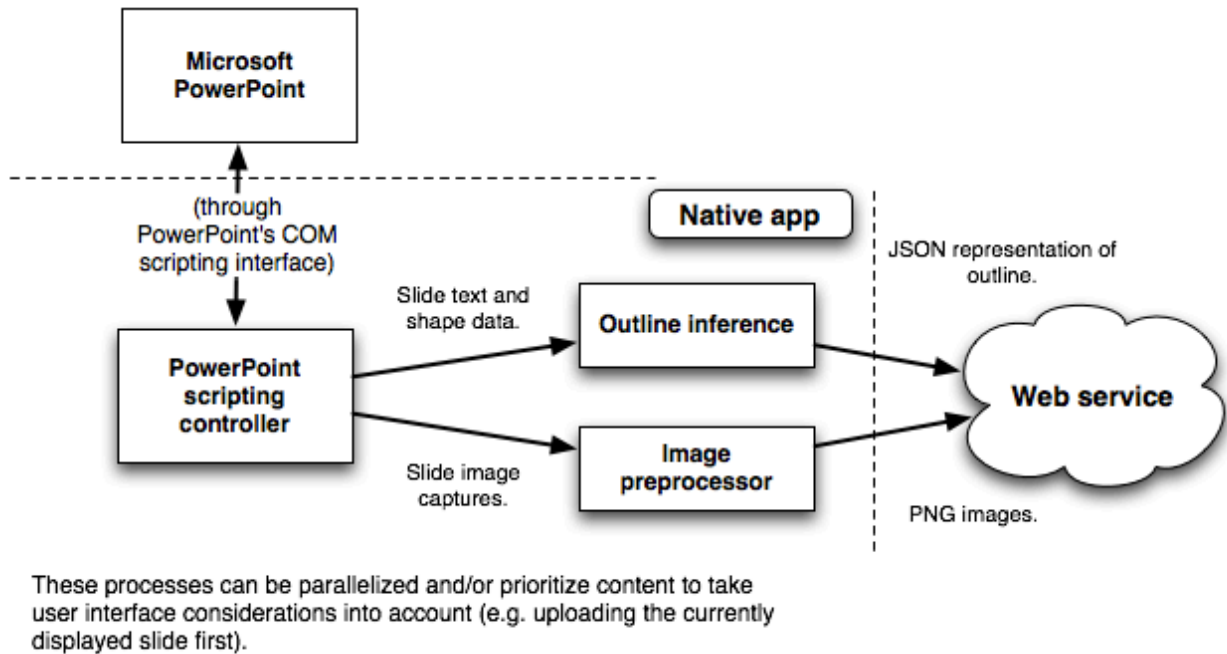 Microsoft
PowerPoint
(through
PowerPoint's COM
scripting interface)
Native app
JSON representation of
outline.
Slide text and
shape data.
Outline inference
PowerPoint
scripting
controller
Web service
Slide image
captures.
Image
preprocessor
PNG images.
These processes can be parallelized and/or prioritize content to take
user interface considerations into account (e.g. uploading the currently
displayed slide first).